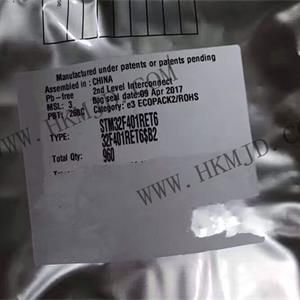 Manufactured under patents or patents pending
Assembled in: CHINA
Pb-free 2nd Level Interconnect
MSL: 3 Bag seal date: 09 Apr 2017
PBT: 260C Category: e3 ECOPACK2/ROHS
STM32F401RET6
TYPE: 32F401RET6$B2
Total Qty: 960
WWW.HKMJD.COM